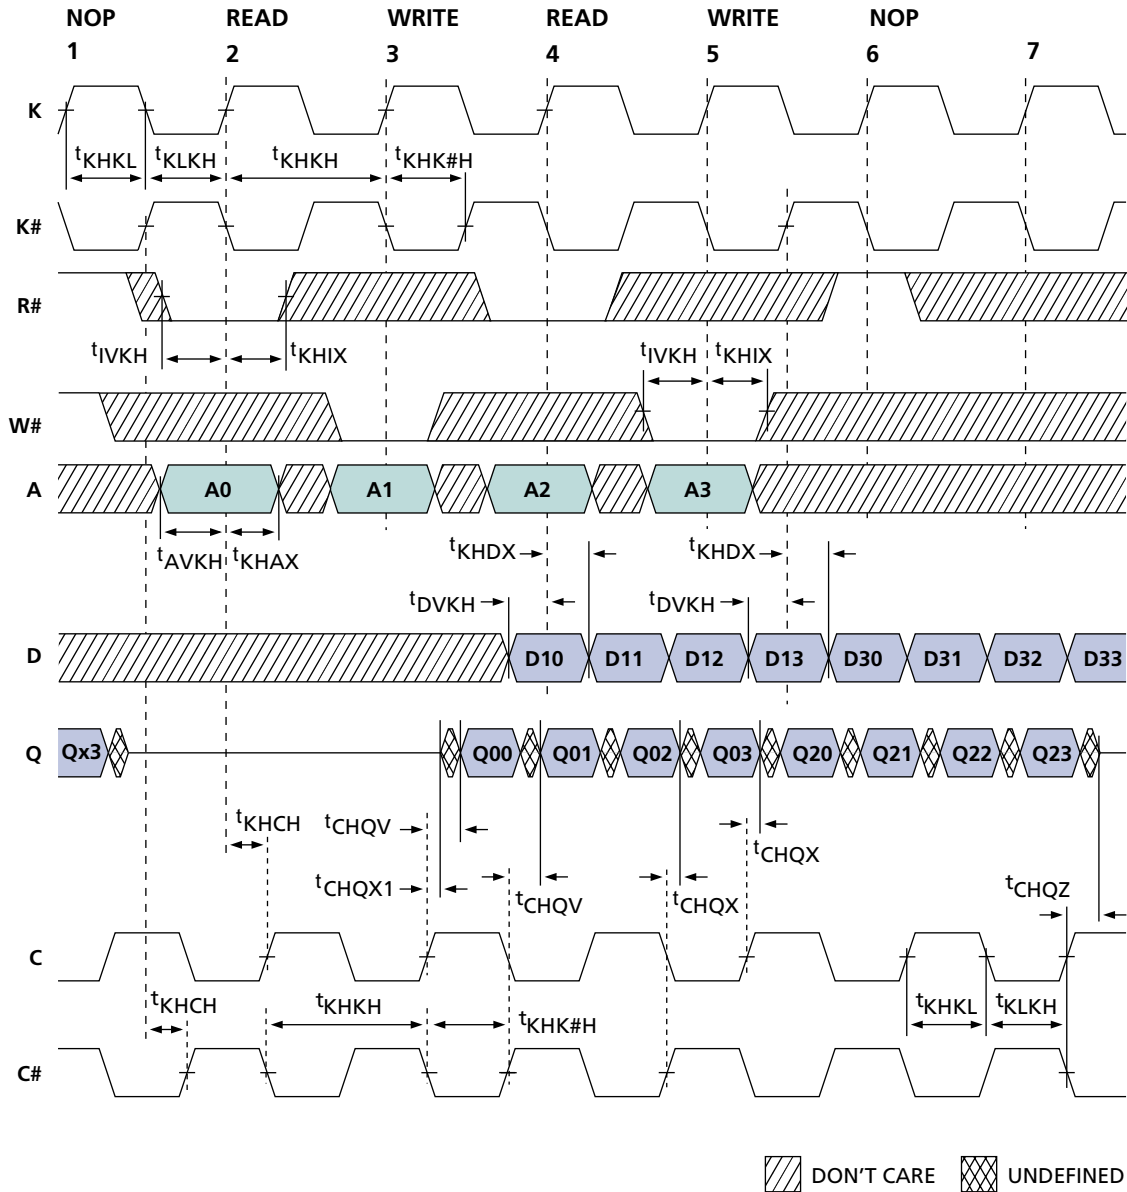 NOP READ WRITE READ WRITE NOP
1 2 3 4 5 6 7
K
tKHKL tKLKH tKHKH tKHK#H
K#
R#
tIVKH tKHIX tIVKH tKHIX
W#
A A0 A1 A2 A3
tAVKH tKHAX tKHDX tKHDX
tDVKH tDVKH
D D10 D11 D12 D13 D30 D31 D32 D33
Q Qx3 Q00 Q01 Q02 Q03 Q20 Q21 Q22 Q23
tKHCH tCHQV tCHQX
tCHQX1 tCHQV tCHQX tCHQZ
C
tKHCH tKHKH tKHK#H tKHKL tKLKH
C#
DON'T CARE UNDEFINED